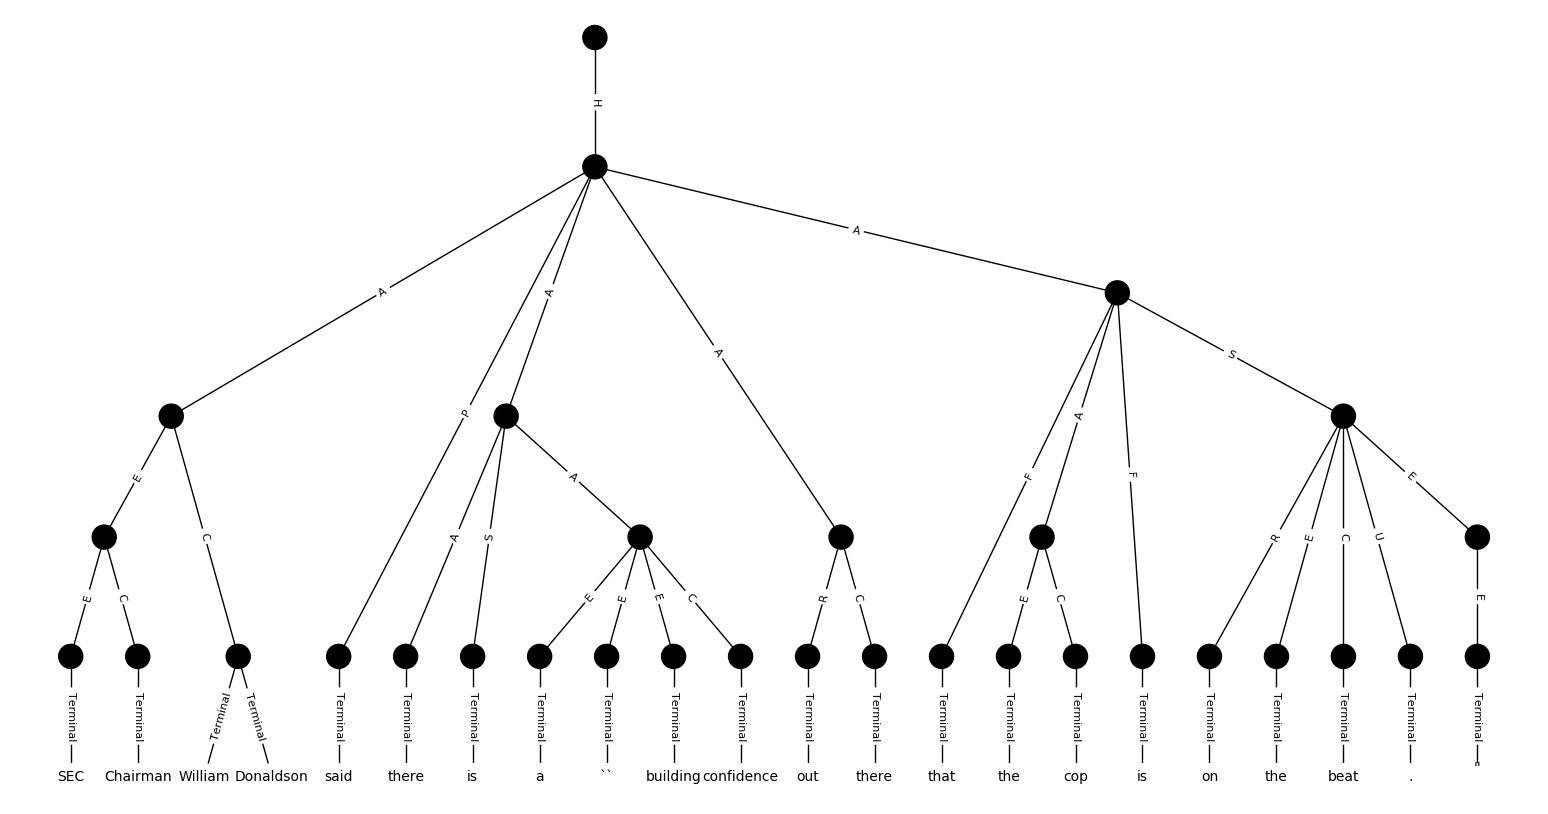 H
A
A
A
P
A
S
E
A
F
A
F
E
C
A
S
A
R
E
C
U
E
E
C
E
E
E
C
R
C
E
C
E
Terminal Terminal Terminal Terminal Terminal Terminal Terminal Terminal Terminal Terminal Terminal Terminal Terminal Terminal Terminal Terminal Terminal Terminal Terminal Terminal Terminal Terminal
SEC Chairman William Donaldson said there is a `` building confidence out there that the cop is on the beat . "